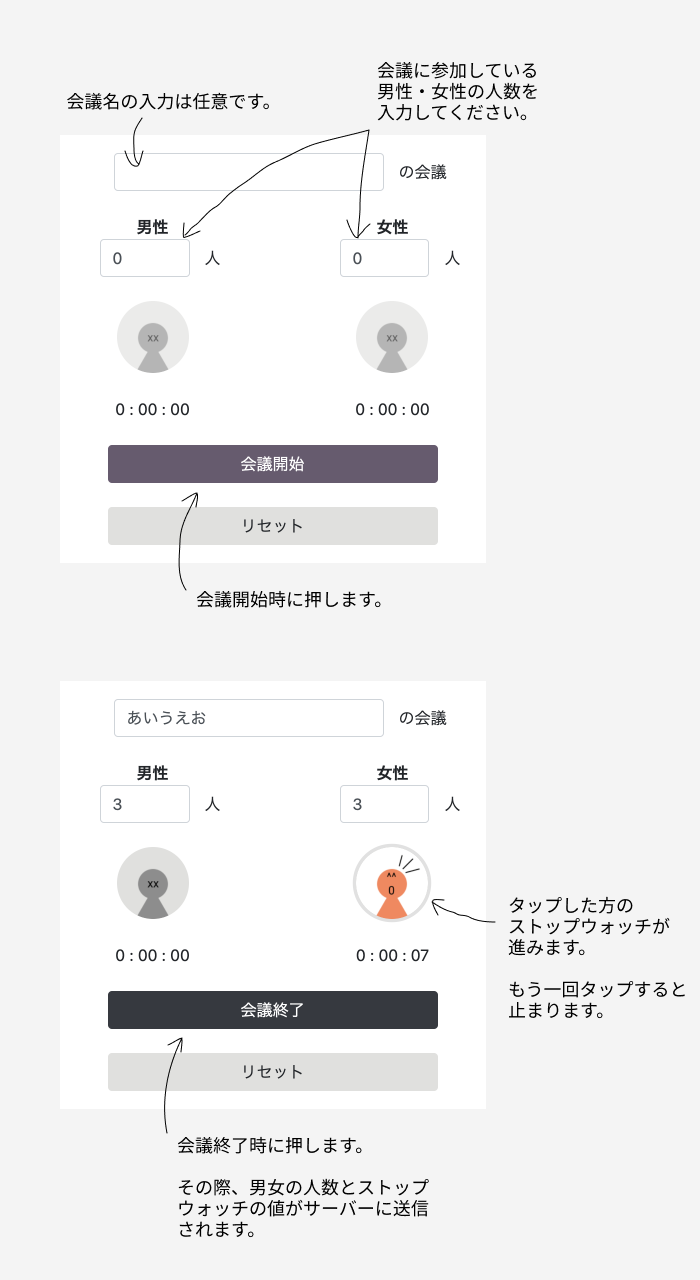 会議に参加している
男性・女性の人数を
入力してください。
会議名の入力は任意です。
の会議
男性 女性
0 人 0 人
xx xx
0 : 00 : 00 0 : 00 : 00
会議開始
リセット
会議開始時に押します。
あいうえお の会議
男性 女性
3 人 3 人
xx ^^
0
0 : 00 : 00 0 : 00 : 07
タップした方の
ストップウォッチが
進みます。
もう一回タップすると
止まります。
会議終了
リセット
会議終了時に押します。
その際、男女の人数とストップ
ウォッチの値がサーバーに送信
されます。